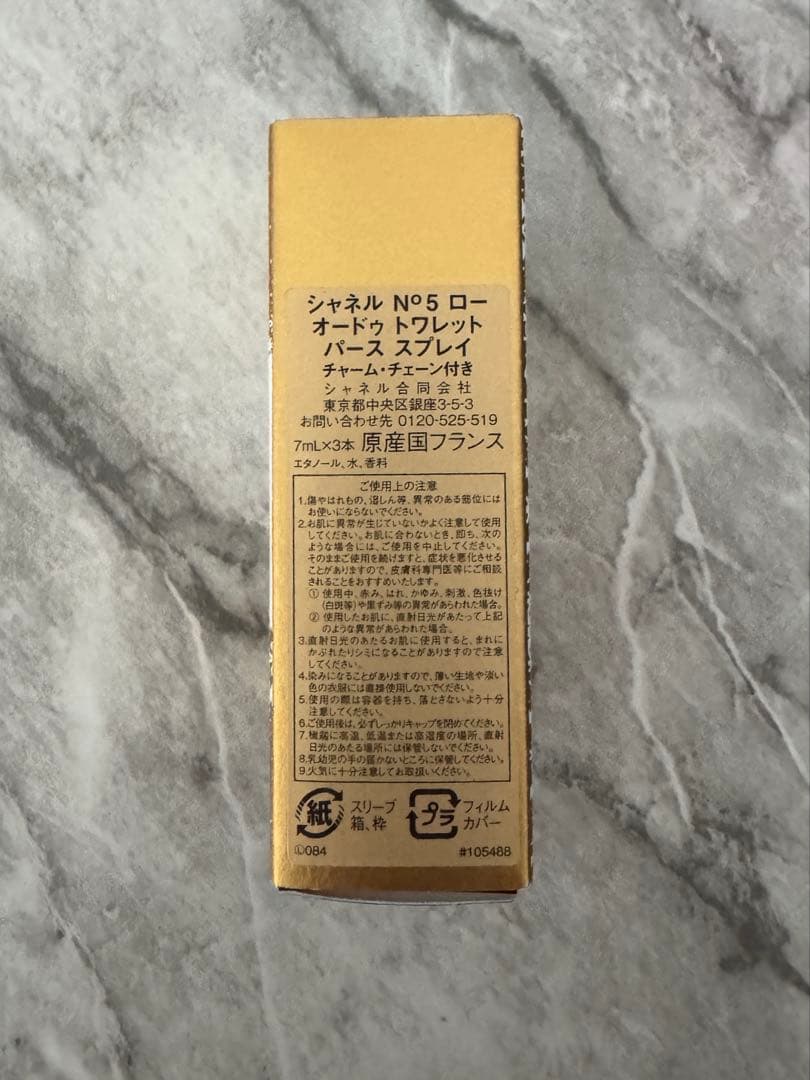 シャネル Nº5 ロー
オードゥ トワレット
パース スプレイ
チャーム・チェーン付き
シャネル合同会社
東京都中央区銀座3-5-3
お問い合わせ先 0120-525-519
7mL×3本 原産国フランス
エタノール、水、香料
ご使用上の注意
1.傷やはれもの、湿しん等、異常のある部位には
お使いにならないでください。
2.お肌に異常が生じていないかよく注意して使用
してください。お肌に合わないとき、即ち、次の
ような場合には、ご使用を中止してください。
そのままご使用を続けますと、症状を悪化させる
ことがありますので、皮膚科専門医等にご相談
されることをおすすめいたします。
① 使用中、赤み、はれ、かゆみ、刺激、色抜け
(白斑等)や黒ずみ等の異常があらわれた場合。
② 使用したお肌に、直射日光があたって上記
のような異常があらわれた場合。
3.直射日光のあたるお肌に使用すると、まれに
かぶれたりシミになることがありますので注意
してください。
4.染みになることがありますので、薄い生地や淡い
色の衣服には直接使用しないでください。
5.使用の際は容器を持ち、落とさないよう十分
注意してください。
6.ご使用後は、必ずしっかりキャップを閉めてください。
7.極端に高温、低温または高湿度の場所、直射
日光のあたる場所には保管しないでください。
8.乳幼児の手の届かないところに保管してください。
9.火気に十分注意してお取扱いください。
紙 スリーブ 箱、枠
プラ フィルム カバー
Ⓛ084 #105488